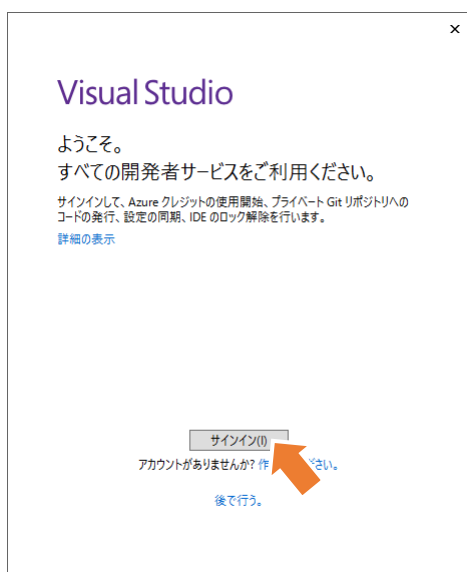 Visual Studio
ようこそ。
すべての開発者サービスをご利用ください。
サインインして、Azure クレジットの使用開始、プライベート Git リポジトリへの
コードの発行、設定の同期、IDE のロック解除を行います。
詳細の表示
サインイン(I)
アカウントがありませんか? 作 さい。
後で行う。